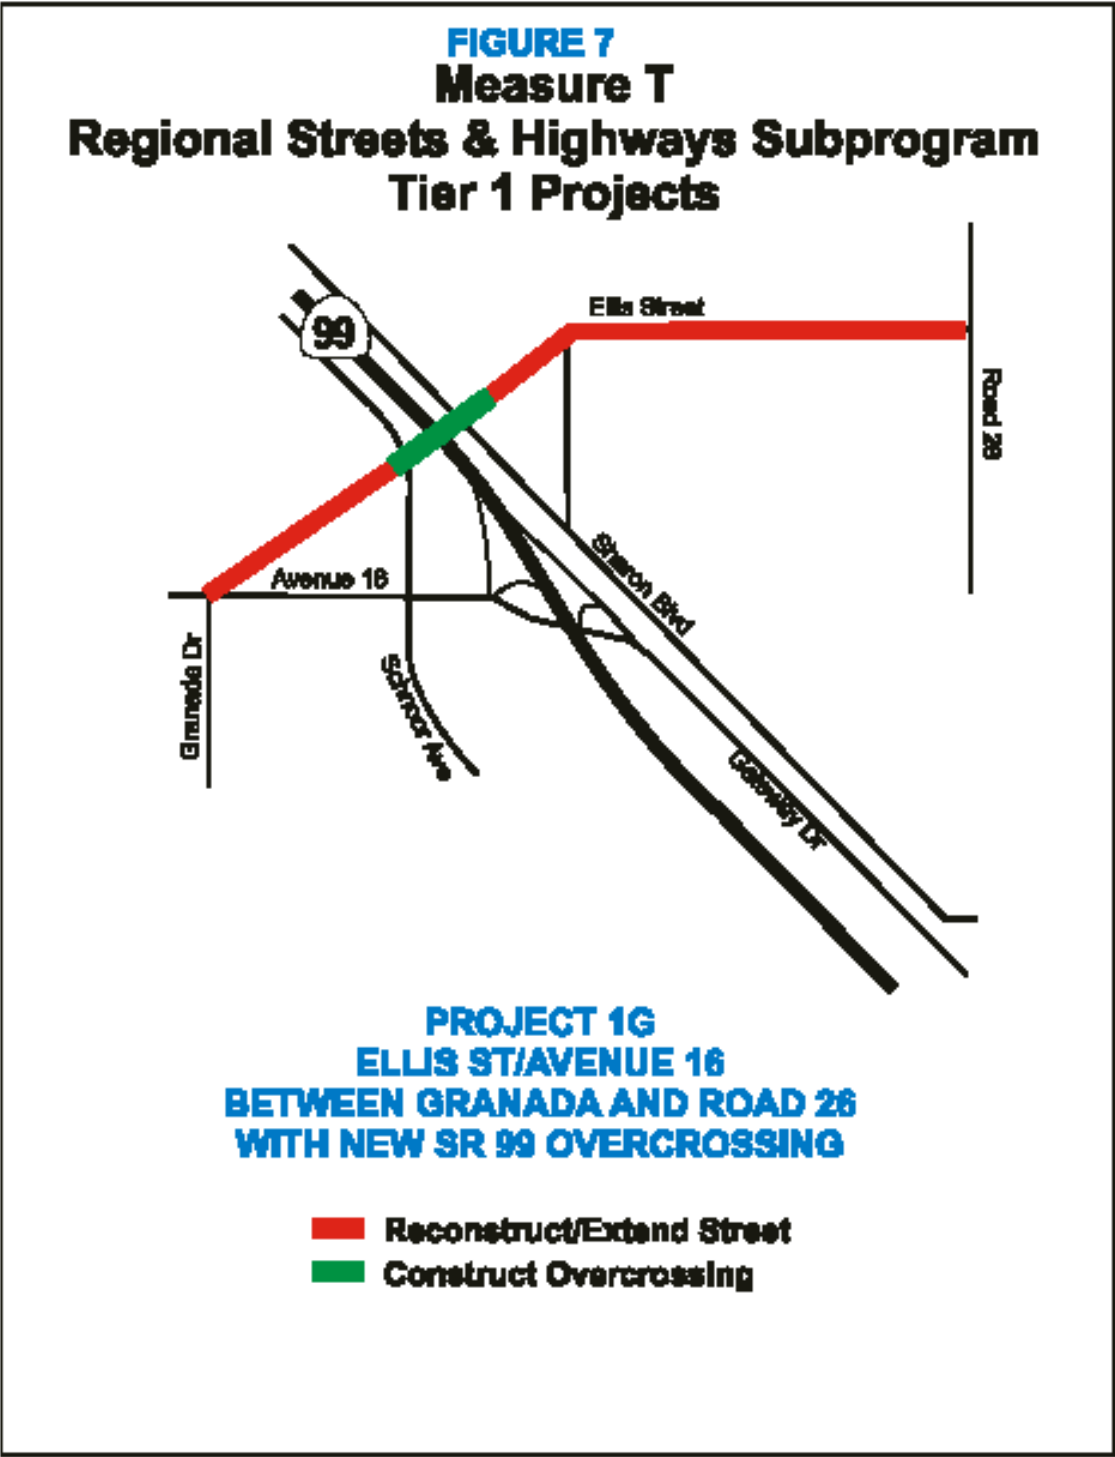 FIGURE 7
Measure T
Regional Streets & Highways Subprogram
Tier 1 Projects
99
Ellis Street
Road 26
Sharon Blvd
Avenue 16
Granada Dr
Schnoor Ave
Gateway Dr
PROJECT 1G
ELLIS ST/AVENUE 16
BETWEEN GRANADA AND ROAD 26
WITH NEW SR 99 OVERCROSSING
Reconstruct/Extend Street
Construct Overcrossing